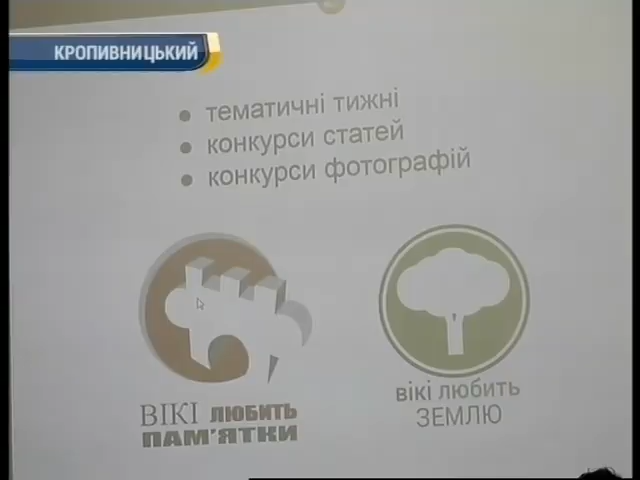 КРОПИВНИЦЬКИЙ
• тематичні тижні
• конкурси статей
• конкурси фотографій
ВІКІ ЛЮБИТЬ
ПАМ'ЯТКИ
вікі любить
ЗЕМЛЮ